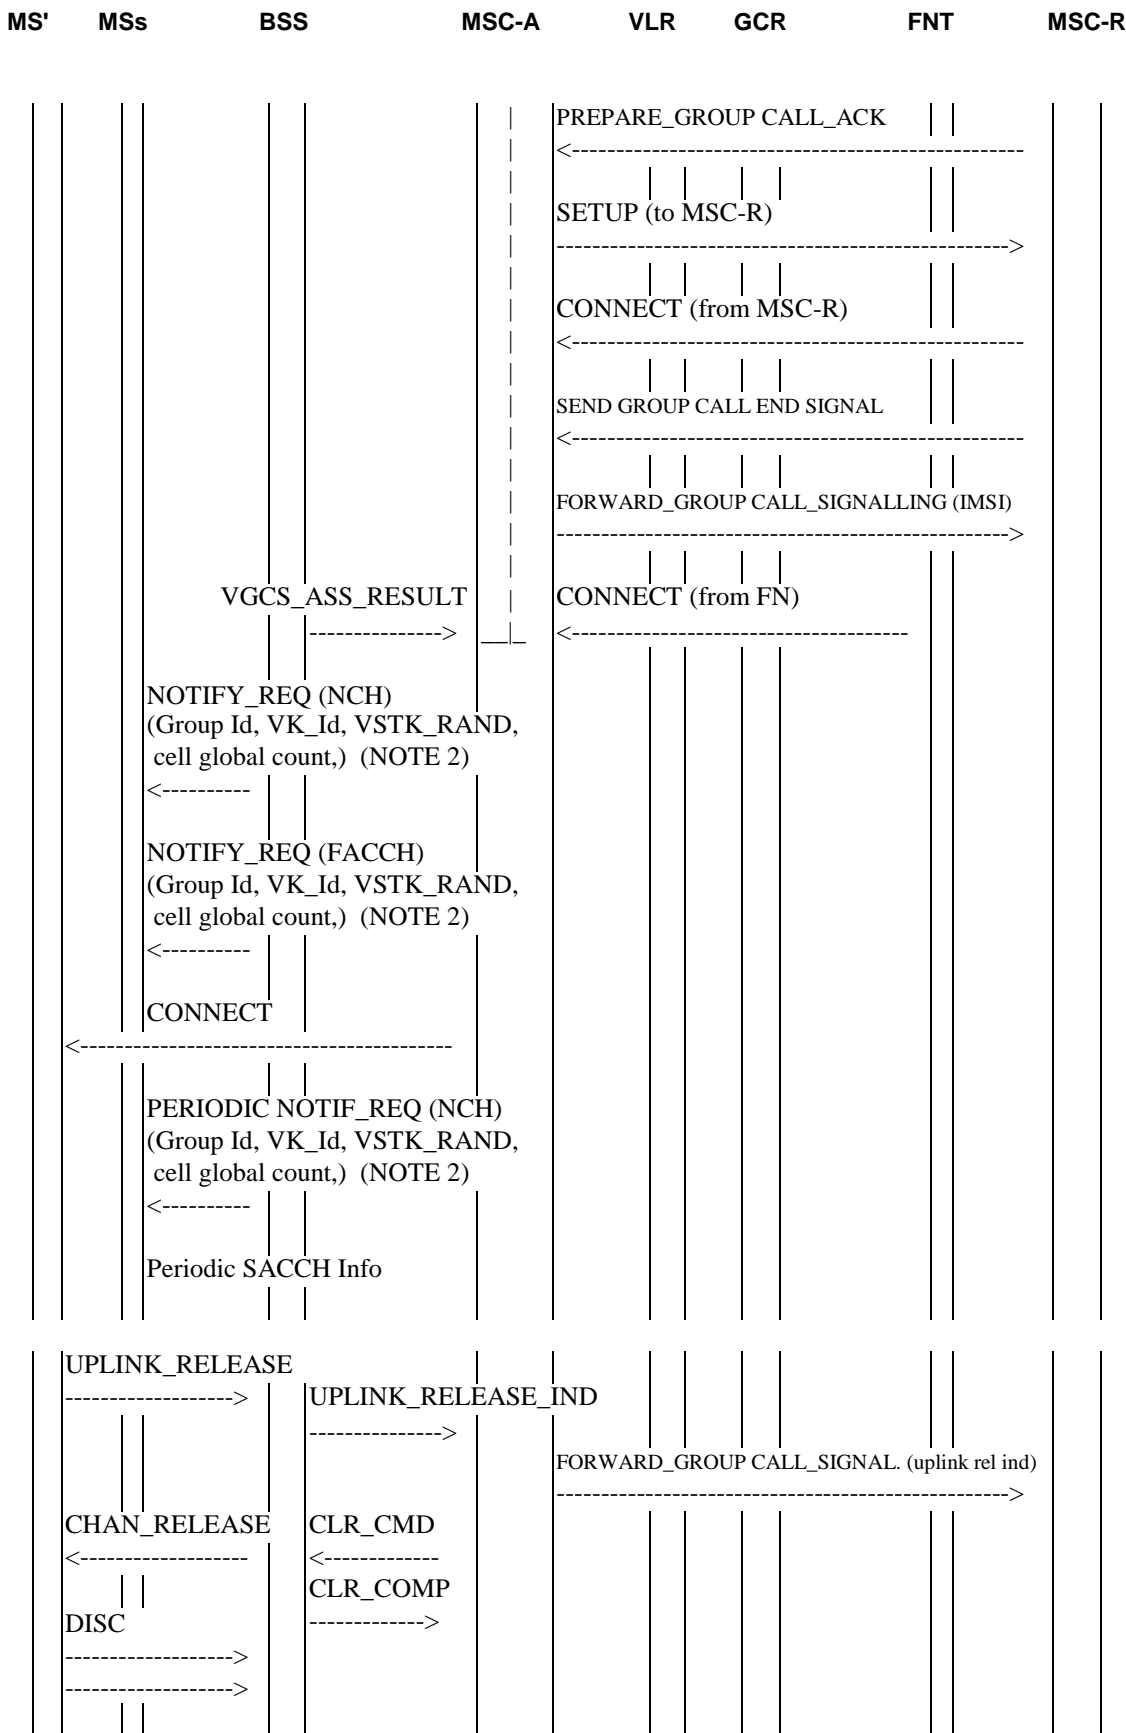 MS' MSs BSS MSC-A VLR GCR FNT MSC-R
PREPARE_GROUP CALL_ACK
<---------------------------------------------------
SETUP (to MSC-R)
--------------------------------------------------->
CONNECT (from MSC-R)
<---------------------------------------------------
SEND GROUP CALL END SIGNAL
<---------------------------------------------------
FORWARD_GROUP CALL_SIGNALLING (IMSI)
--------------------------------------------------->
VGCS_ASS_RESULT CONNECT (from FN)
---------------> __|_ <--------------------------------------
NOTIFY_REQ (NCH)
(Group Id, VK_Id, VSTK_RAND,
cell global count,) (NOTE 2)
<----------
NOTIFY_REQ (FACCH)
(Group Id, VK_Id, VSTK_RAND,
cell global count,) (NOTE 2)
<----------
CONNECT
<------------------------------------------
PERIODIC NOTIF_REQ (NCH)
(Group Id, VK_Id, VSTK_RAND,
cell global count,) (NOTE 2)
<----------
Periodic SACCH Info
UPLINK_RELEASE
-------------------> UPLINK_RELEASE_IND
--------------->
FORWARD_GROUP CALL_SIGNAL. (uplink rel ind)
--------------------------------------------------->
CHAN_RELEASE CLR_CMD
<------------------- <-------------
CLR_COMP
DISC ------------->
------------------->
------------------->